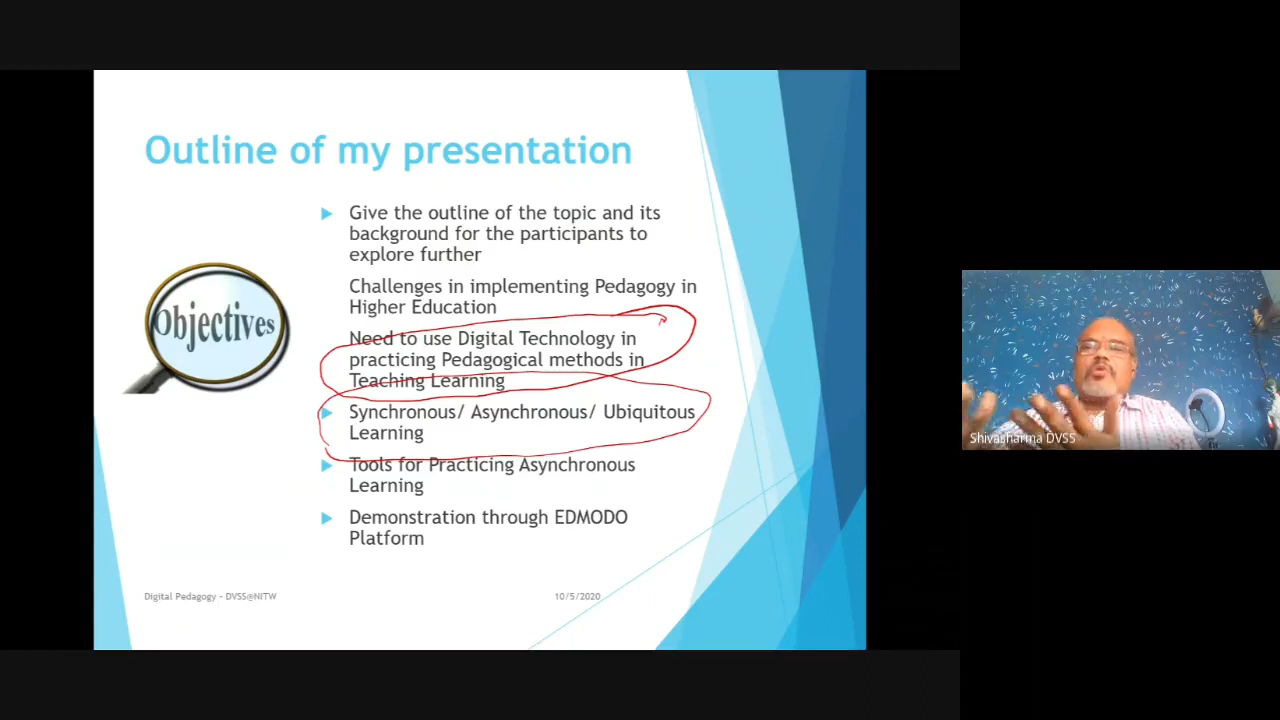 Outline of my presentation
Give the outline of the topic and its
background for the participants to
explore further
Challenges in implementing Pedagogy in
Higher Education
Need to use Digital Technology in
practicing Pedagogical methods in
Teaching Learning
Synchronous/ Asynchronous/ Ubiquitous
Learning
Tools for Practicing Asynchronous
Learning
Demonstration through EDMODO
Platform
Objectives
Digital Pedagogy - DVSS@NITW
10/5/2020
Shivasharma DVSS